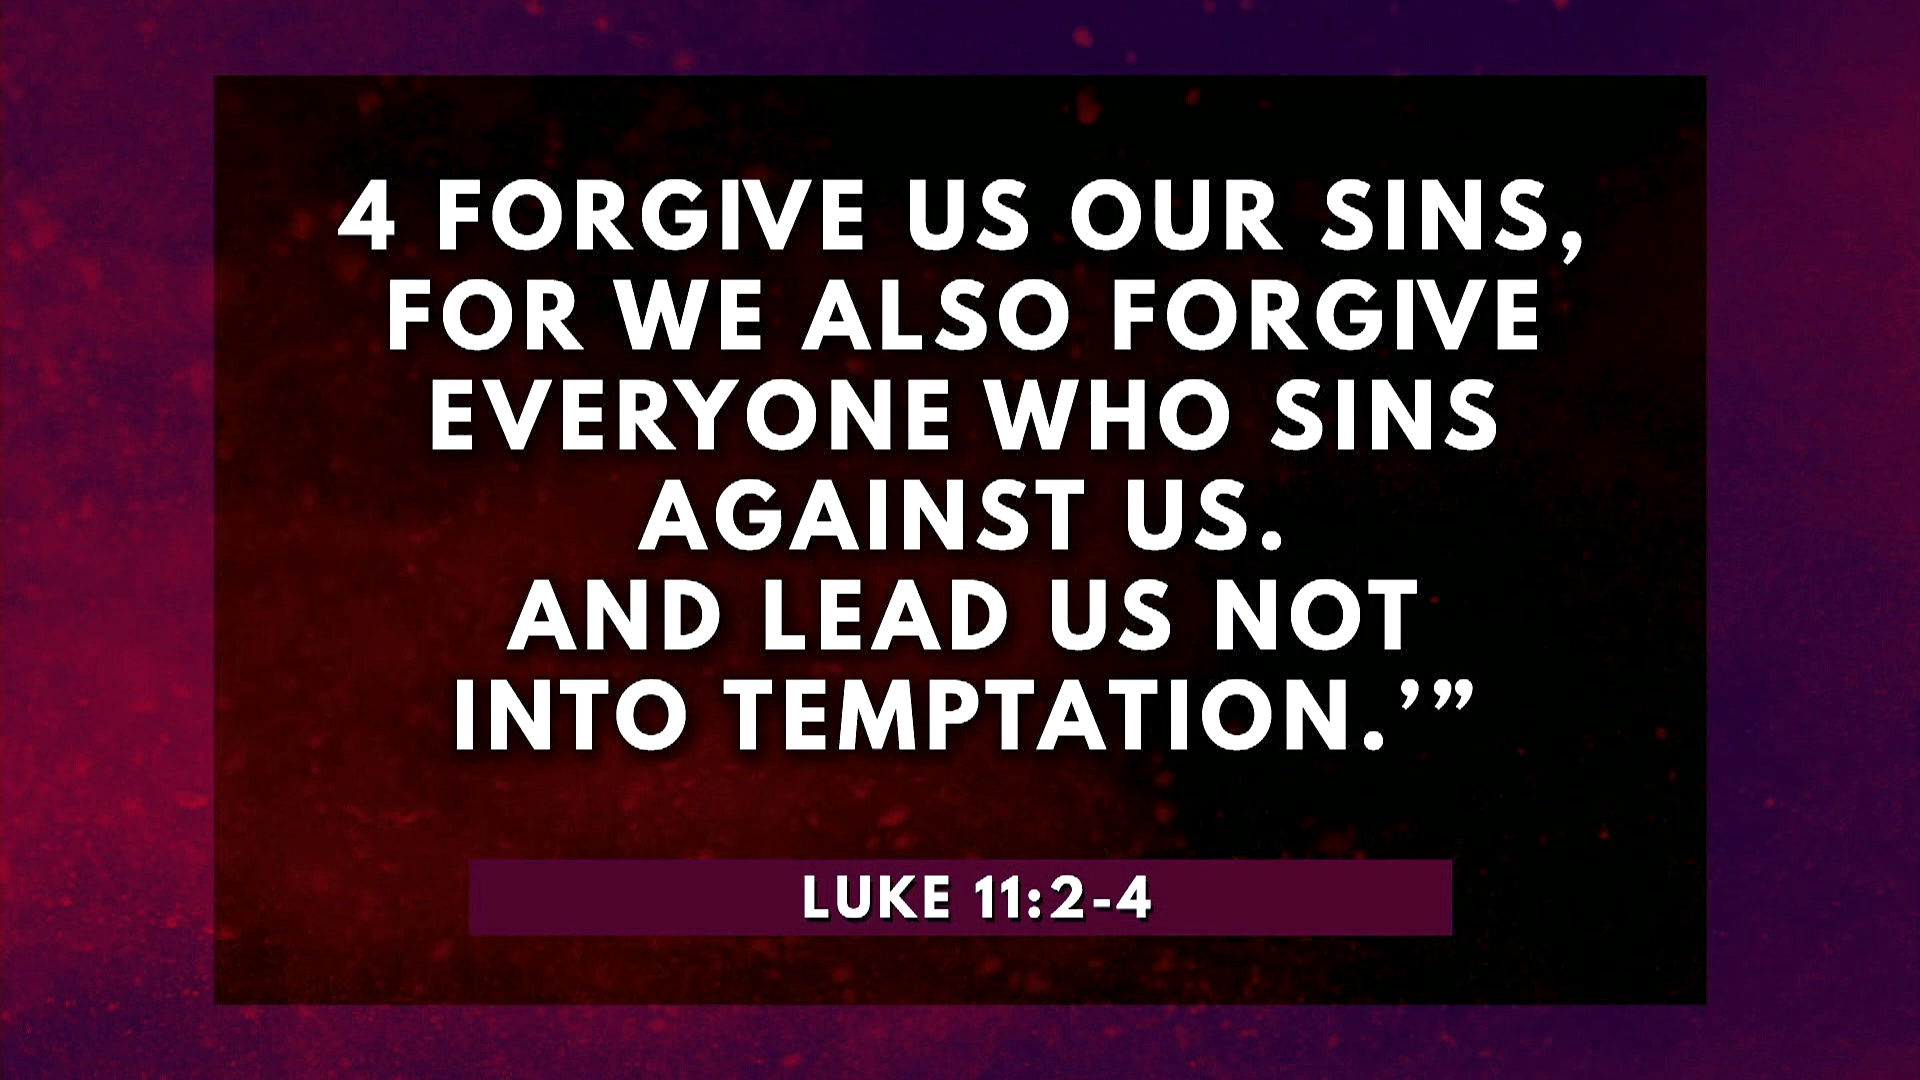 4 FORGIVE US OUR SINS,
FOR WE ALSO FORGIVE
EVERYONE WHO SINS
AGAINST US.
AND LEAD US NOT
INTO TEMPTATION.’”
LUKE 11:2-4